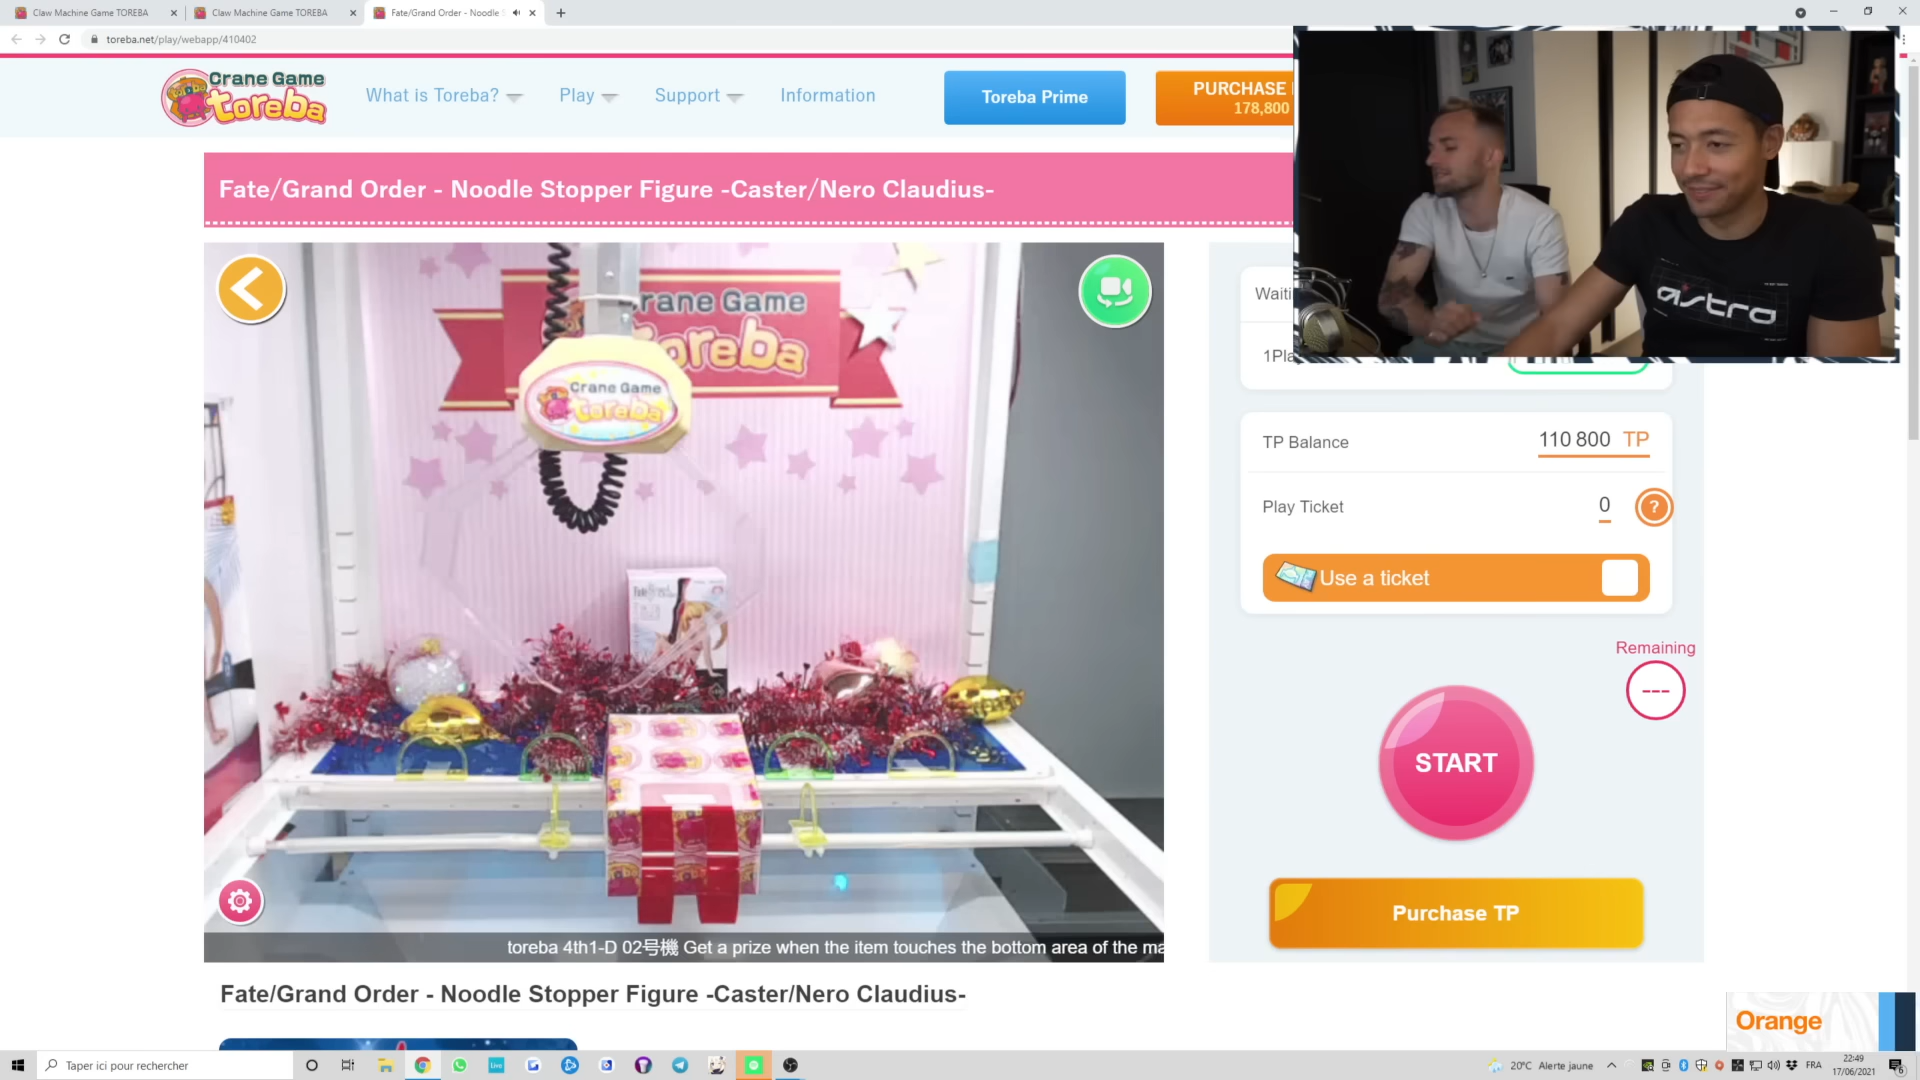 Claw Machine Game TOREBA
Claw Machine Game TOREBA
Fate/Grand Order - Noodle
toreba.net/play/webapp/410402
Crane Game
toreba
What is Toreba?
Play
Support
Information
Toreba Prime
PURCHASE
178,800
Fate/Grand Order - Noodle Stopper Figure -Caster/Nero Claudius-
rane Game
oreba
Crane Game
toreba
Waiti
1Pla
astro
TP Balance
110 800 TP
Play Ticket
0
?
Use a ticket
Remaining
---
START
Purchase TP
toreba 4th1-D 02号機 Get a prize when the item touches the bottom area of the ma
Fate/Grand Order - Noodle Stopper Figure -Caster/Nero Claudius-
Orange
Taper ici pour rechercher
Live
20°C Alerte jaune
FRA
22:49
17/06/2021